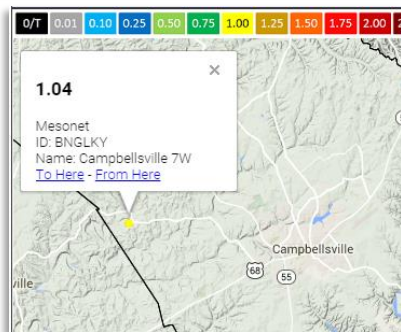 0/T 0.01 0.10 0.25 0.50 0.75 1.00 1.25 1.50 1.75 2.00
×
1.04
Mesonet
ID: BNGLKY
Name: Campbellsville 7W
To Here - From Here
Campbellsville
68
55
ville